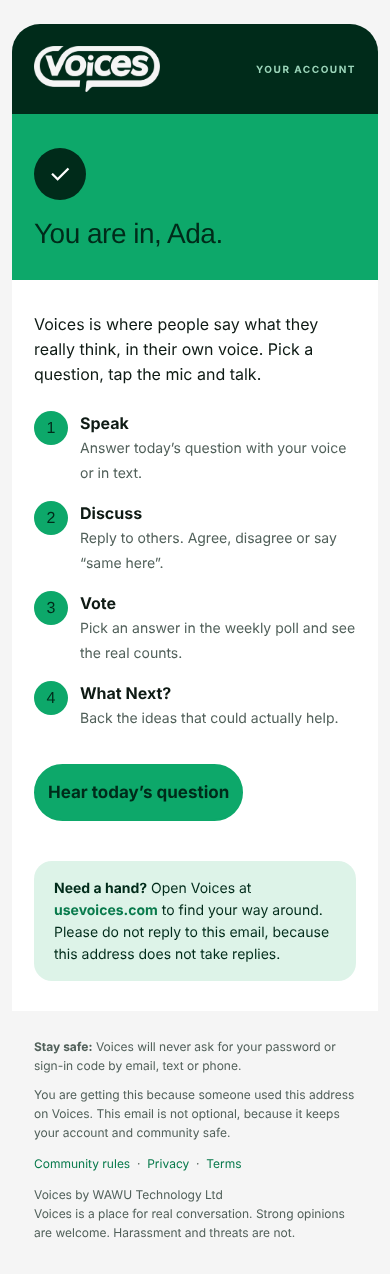 Voices
YOUR ACCOUNT
You are in, Ada.
Voices is where people say what they
really think, in their own voice. Pick a
question, tap the mic and talk.
1
Speak
Answer today’s question with your voice
or in text.
2
Discuss
Reply to others. Agree, disagree or say
“same here”.
3
Vote
Pick an answer in the weekly poll and see
the real counts.
4
What Next?
Back the ideas that could actually help.
Hear today’s question
Need a hand? Open Voices at
usevoices.com to find your way around.
Please do not reply to this email, because
this address does not take replies.
Stay safe: Voices will never ask for your password or
sign-in code by email, text or phone.
You are getting this because someone used this address
on Voices. This email is not optional, because it keeps
your account and community safe.
Community rules · Privacy · Terms
Voices by WAWU Technology Ltd
Voices is a place for real conversation. Strong opinions
are welcome. Harassment and threats are not.